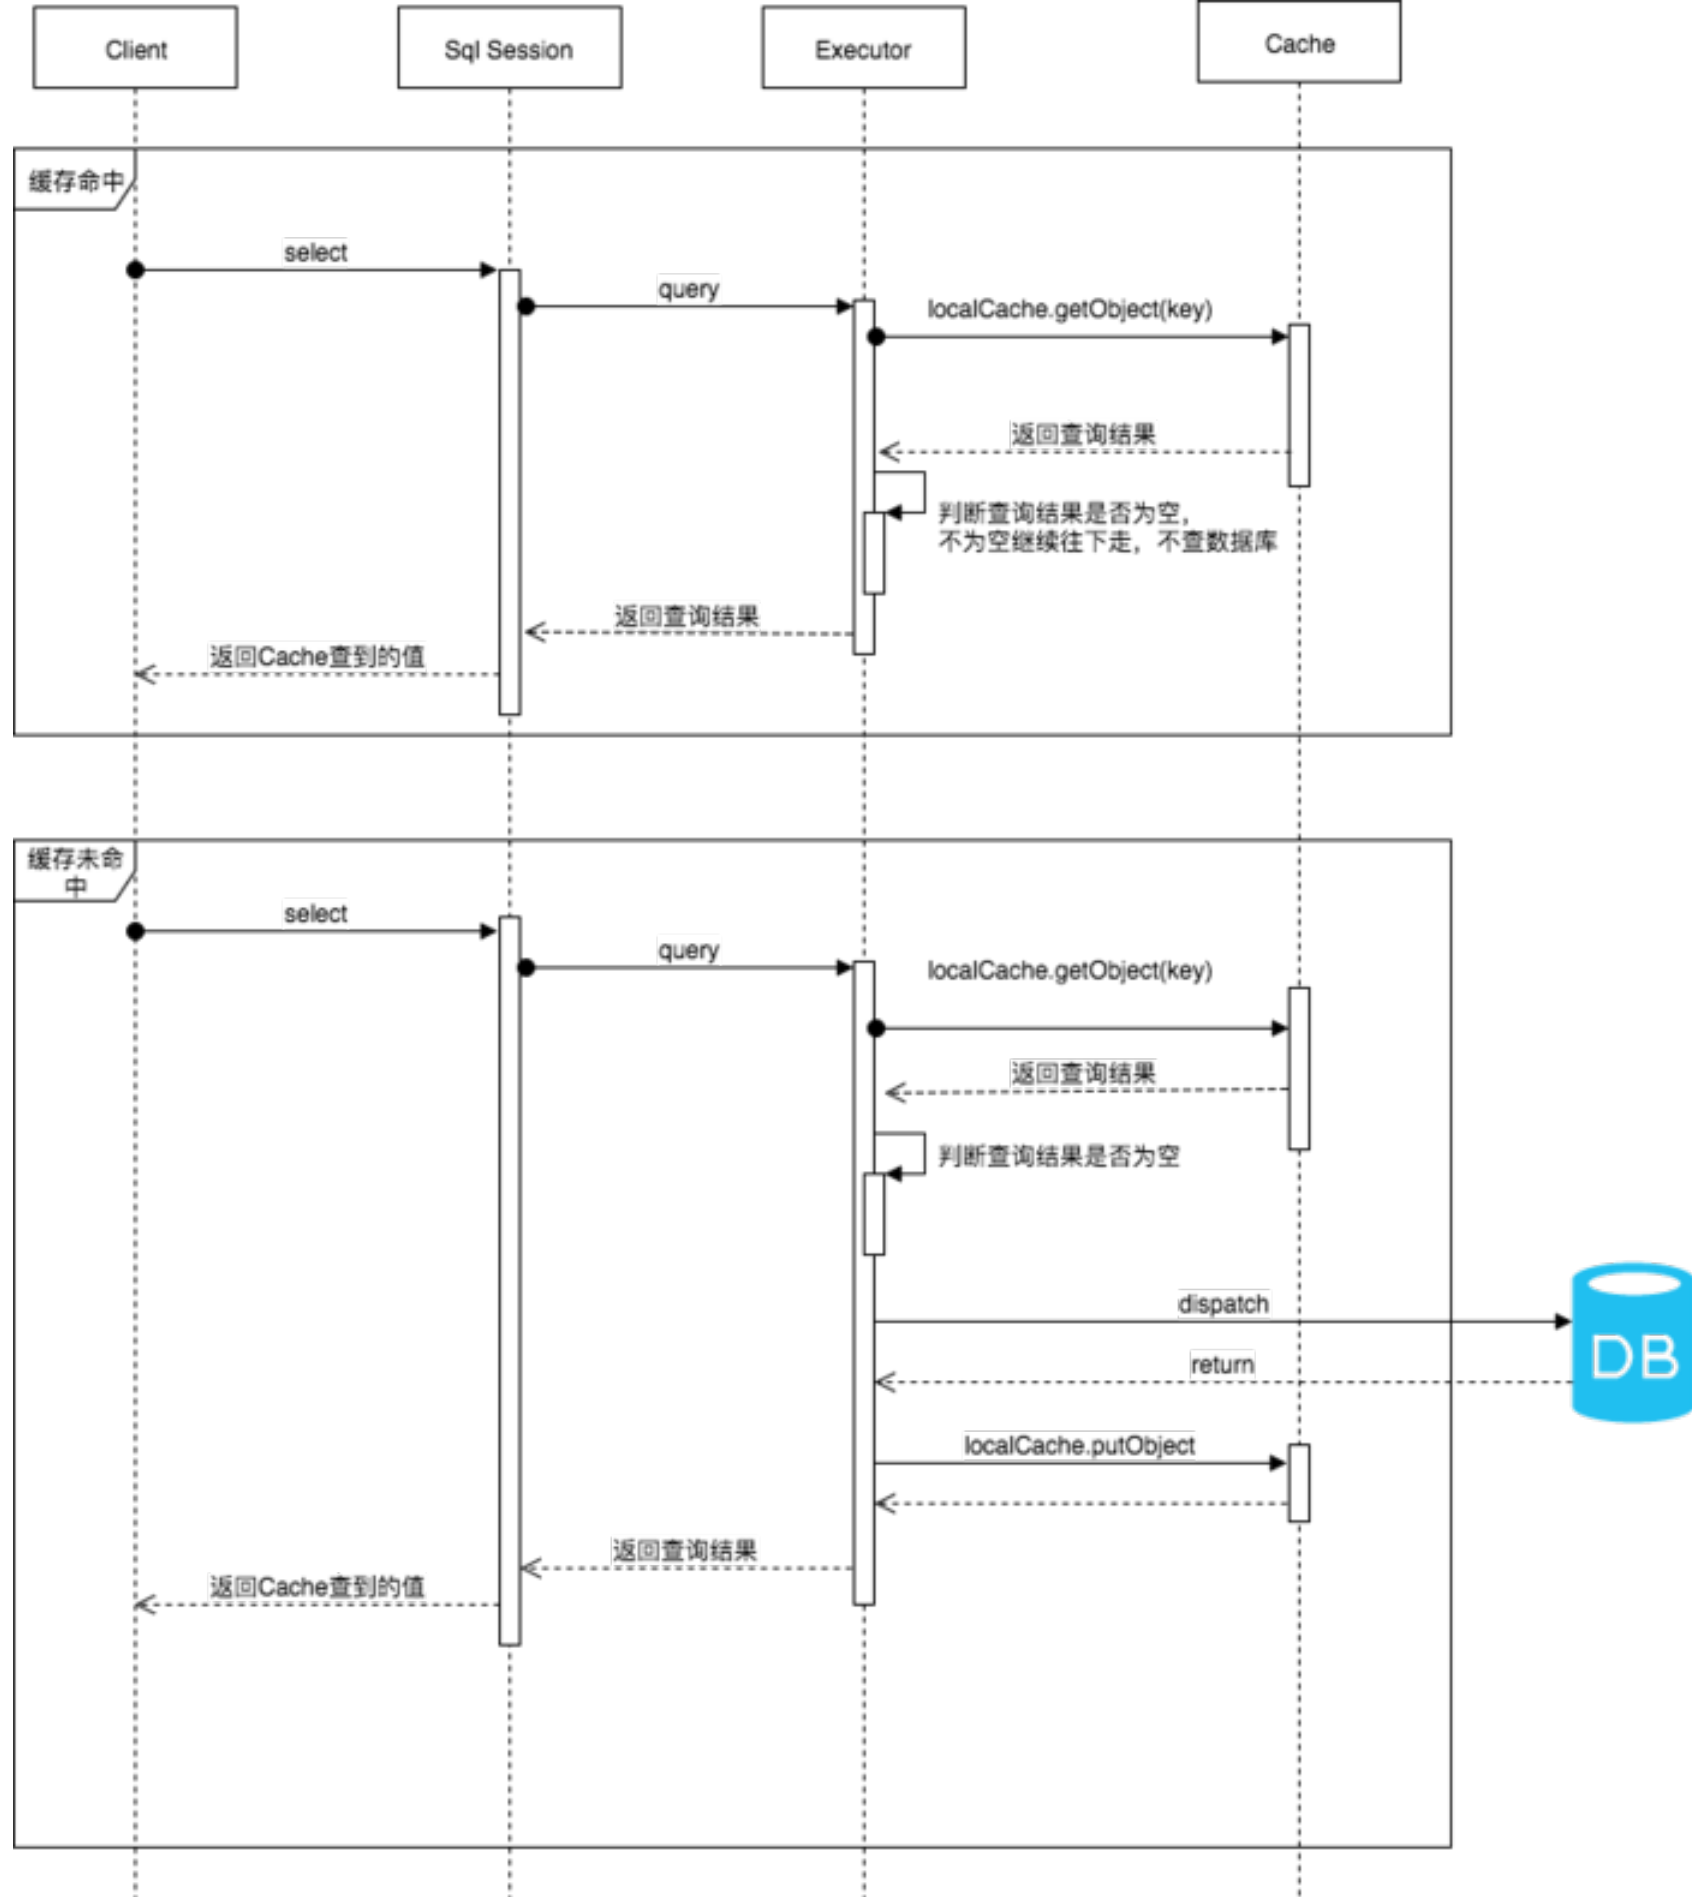 Client
Sql Session
Executor
Cache
缓存命中
select
query
localCache.getObject(key)
返回查询结果
判断查询结果是否为空，
不为空继续往下走，不查数据库
返回查询结果
返回Cache查到的值
缓存未命
中
select
query
localCache.getObject(key)
返回查询结果
判断查询结果是否为空
dispatch
DB
return
localCache.putObject
返回查询结果
返回Cache查到的值